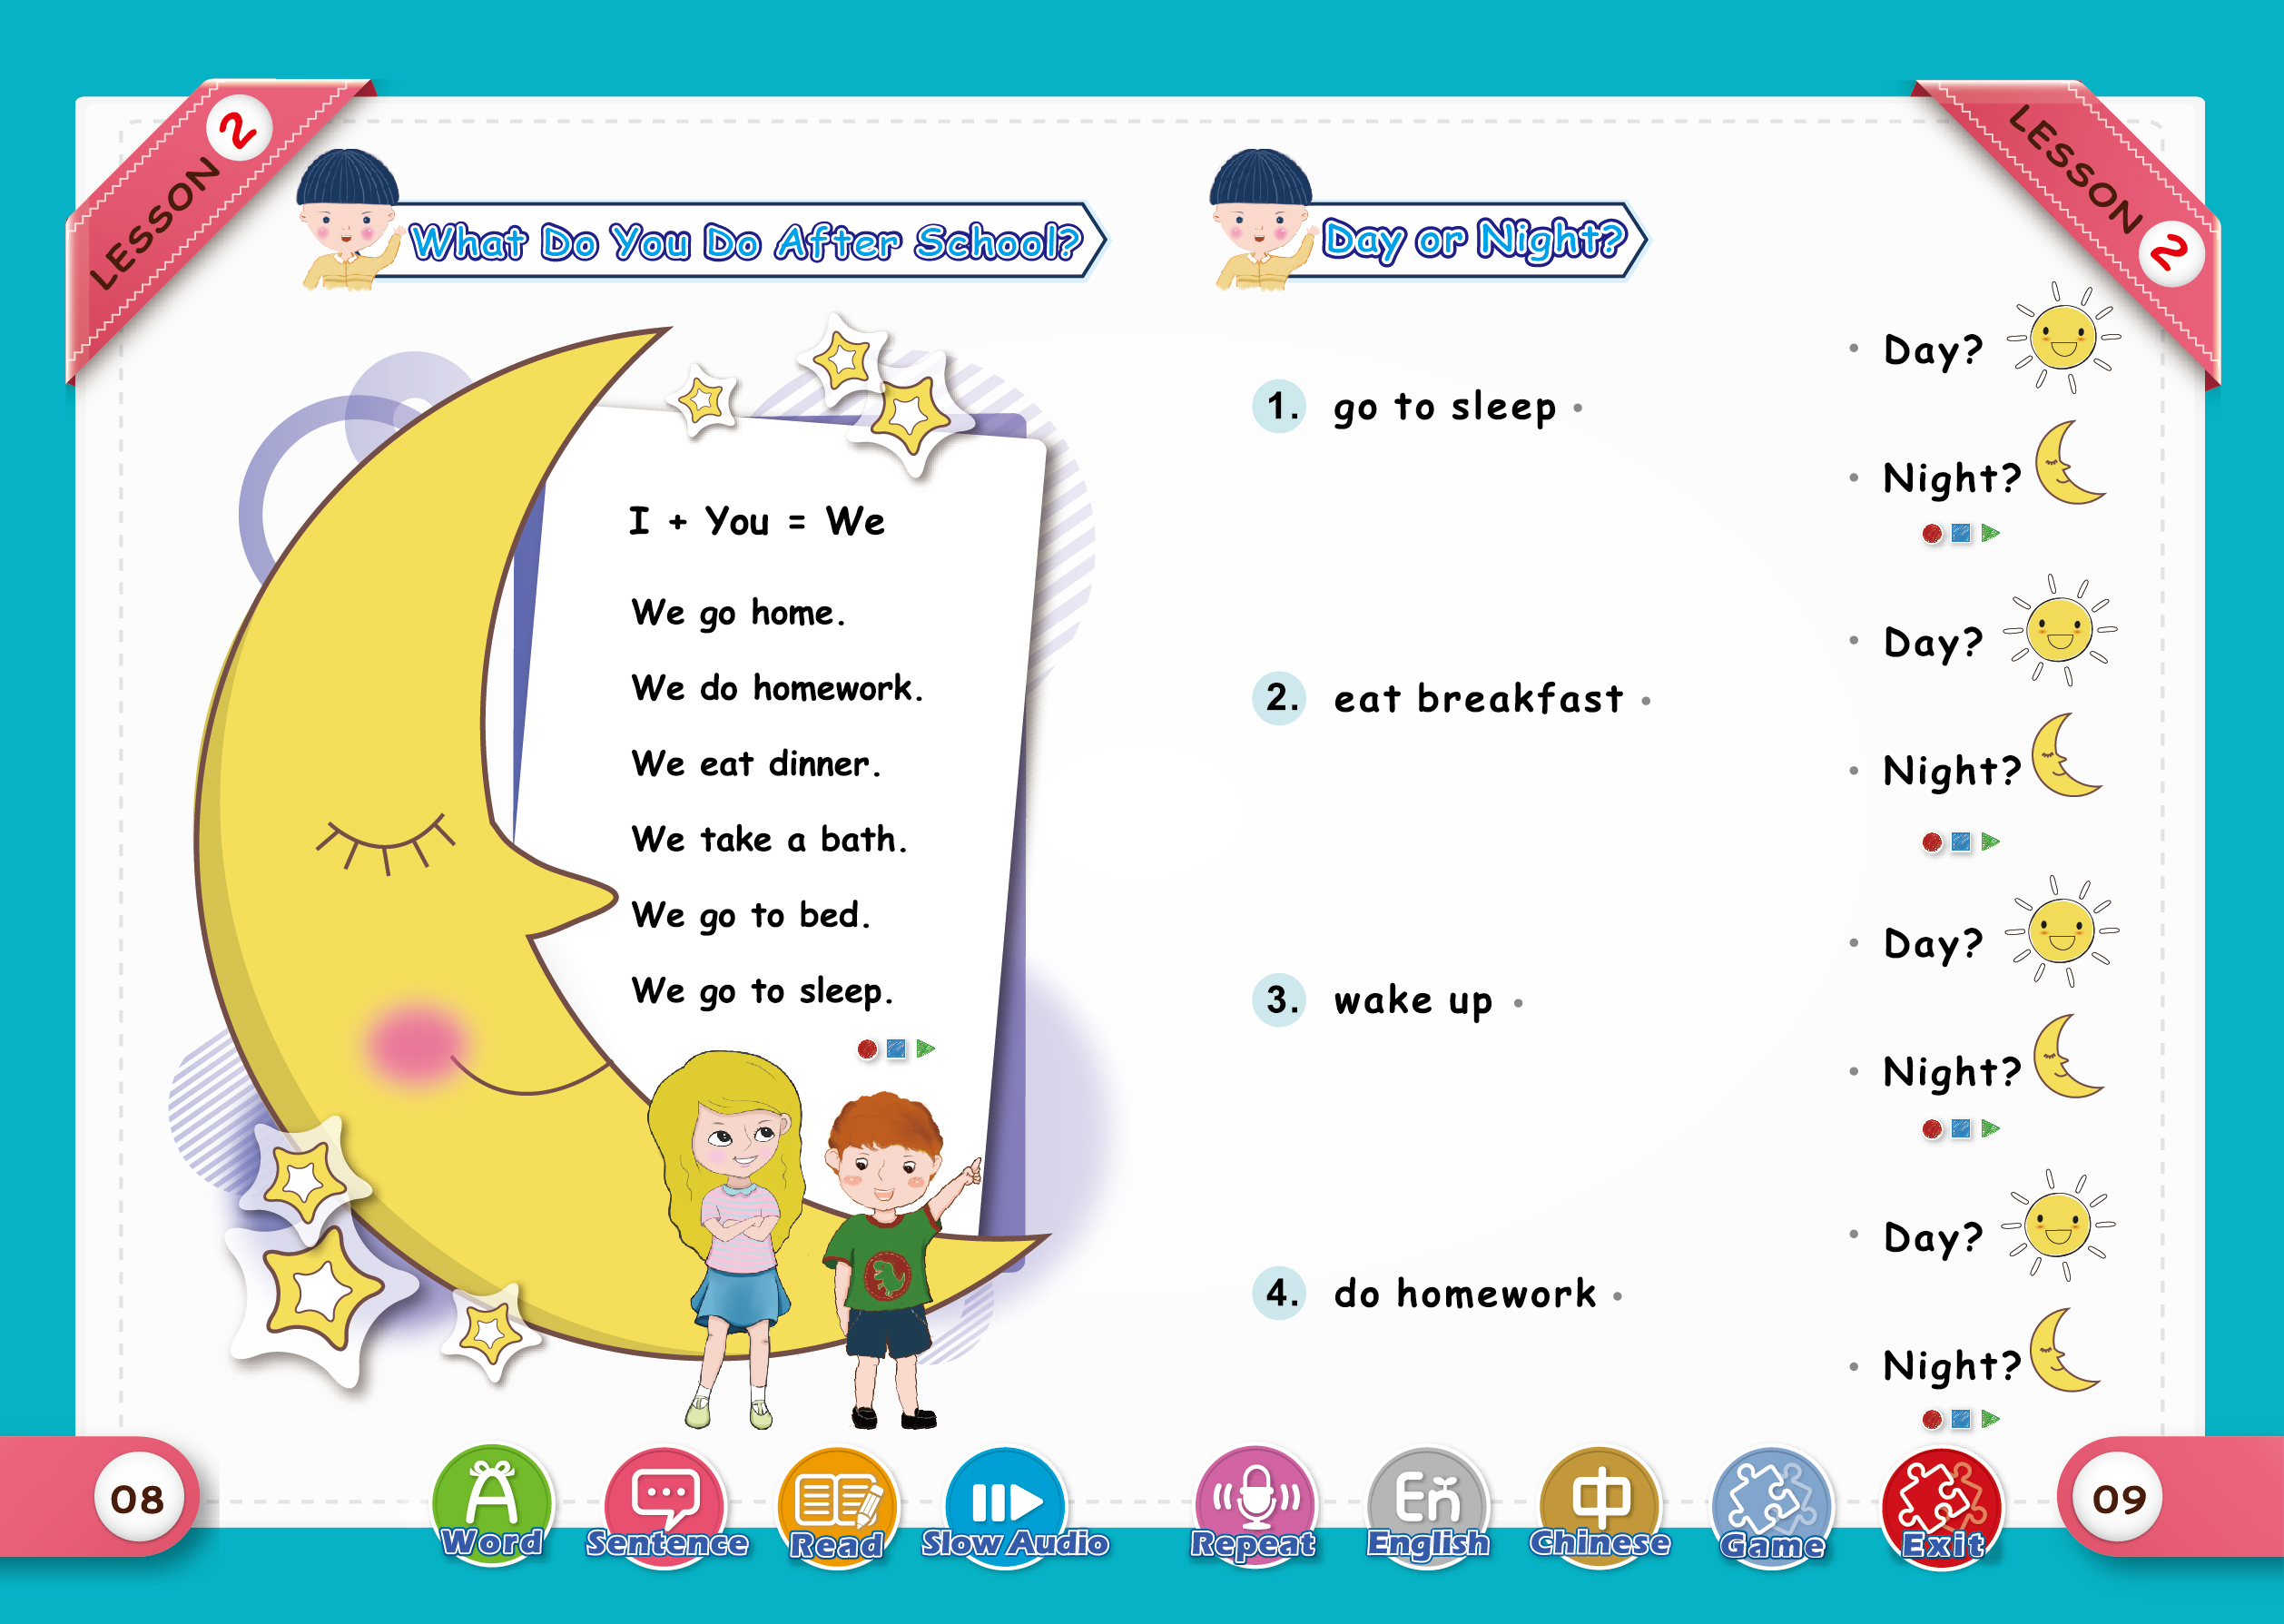 LESSON 2
What Do You Do After School?
I + You = We
We go home.
We do homework.
We eat dinner.
We take a bath.
We go to bed.
We go to sleep.
08
Word
Sentence
Read
Slow Audio
LESSON 2
Day or Night?
1. go to sleep
Day?
Night?
2. eat breakfast
Day?
Night?
3. wake up
Day?
Night?
4. do homework
Day?
Night?
Repeat
En
English
中
Chinese
Game
Exit
09